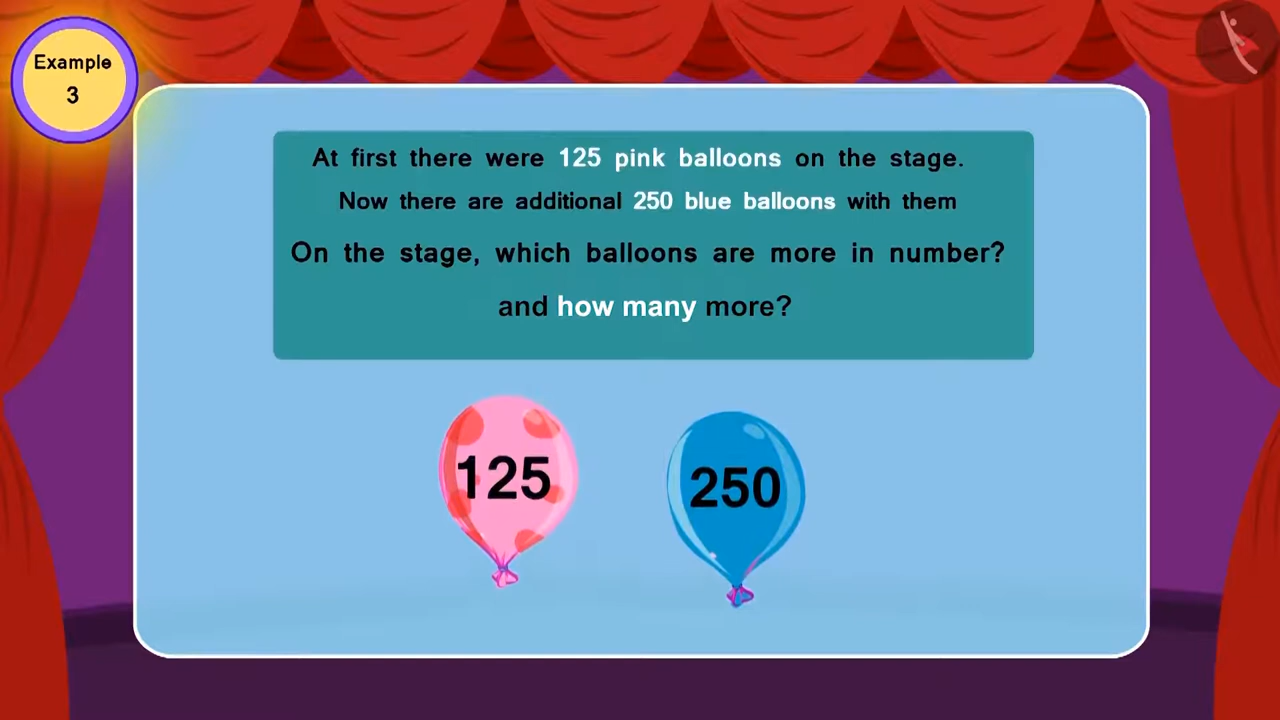 Example
3
At first there were 125 pink balloons on the stage.
Now there are additional 250 blue balloons with them
On the stage, which balloons are more in number?
and how many more?
125
250